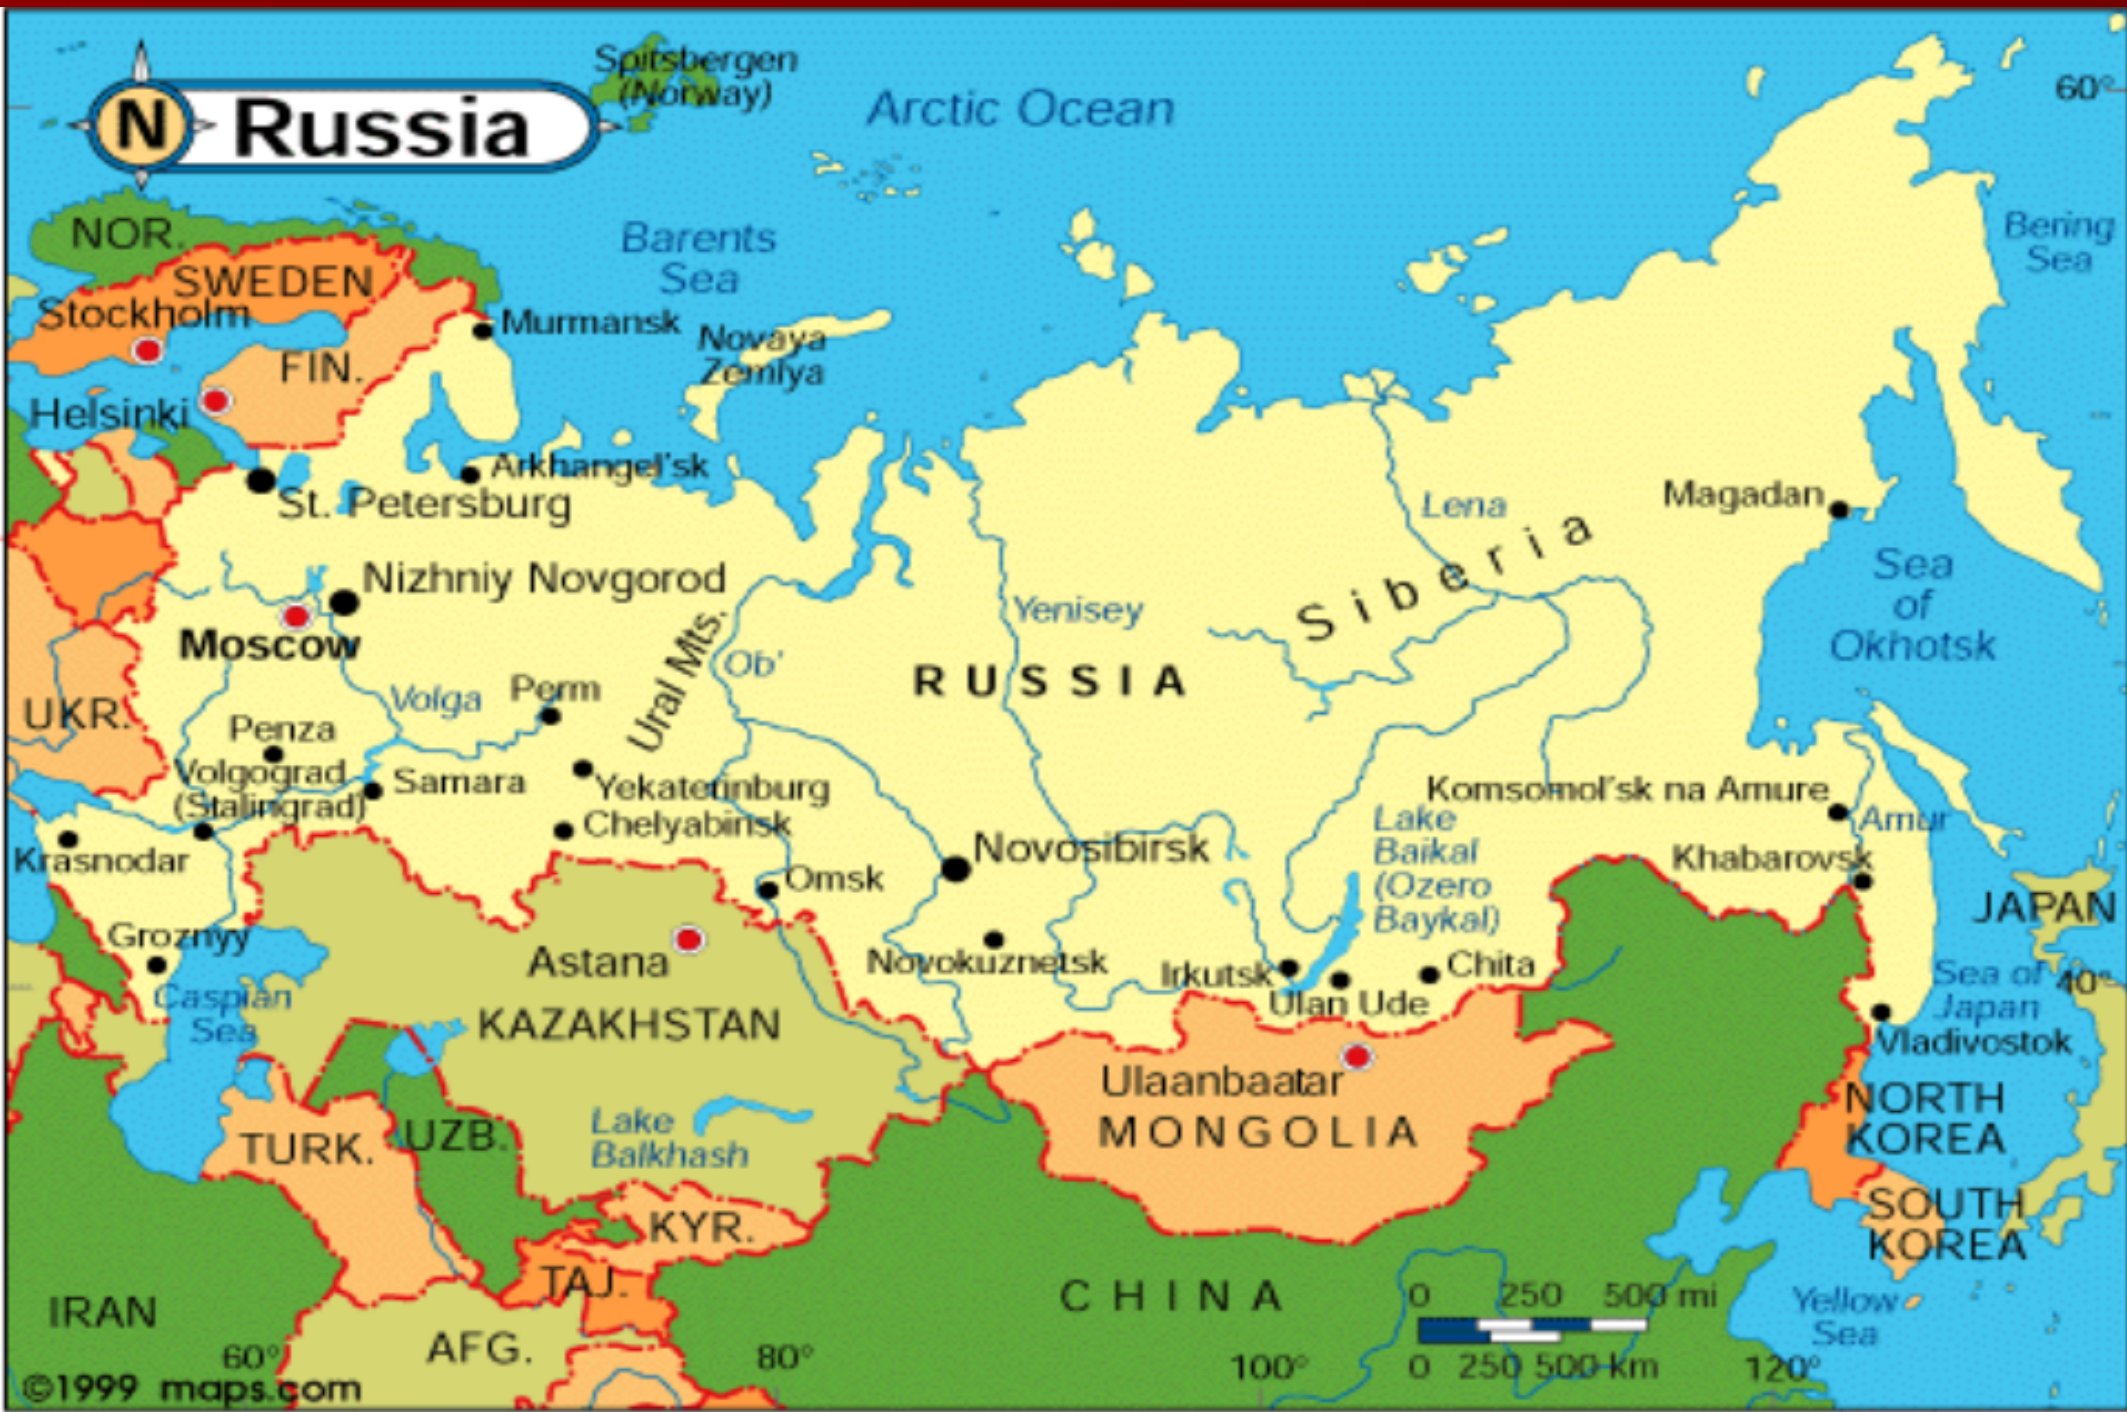 N Russia
Spitsbergen
(Norway)
Arctic Ocean
60°
NOR.
SWEDEN
Stockholm
Barents
Sea
Bering
Sea
Murmansk
Novaya
Zemlya
FIN.
Helsinki
Arkhangel'sk
St. Petersburg
Lena
Magadan
Siberia
Sea
of
Okhotsk
Nizhniy Novgorod
Moscow
Yenisey
Ural Mts.
Ob'
RUSSIA
Volga
Perm
UKR.
Penza
Volgograd
(Stalingrad)
Samara
Yekaterinburg
Chelyabinsk
Komsomol'sk na Amure
Amur
Lake
Baikal
(Ozero
Baykal)
Krasnodar
Novosibirsk
Khabarovsk
Omsk
JAPAN
Groznyy
Astana
Novokuznetsk
Irkutsk
Chita
Ulan Ude
Caspian
Sea
Sea of
Japan
40°
KAZAKHSTAN
Vladivostok
Ulaanbaatar
MONGOLIA
NORTH
KOREA
Lake
Balkhash
TURK.
UZB.
KYR.
SOUTH
KOREA
TAJ.
CHINA
IRAN
0 250 500 mi
Yellow
Sea
AFG.
60°
80°
100°
0 250 500 km
120°
©1999 maps.com